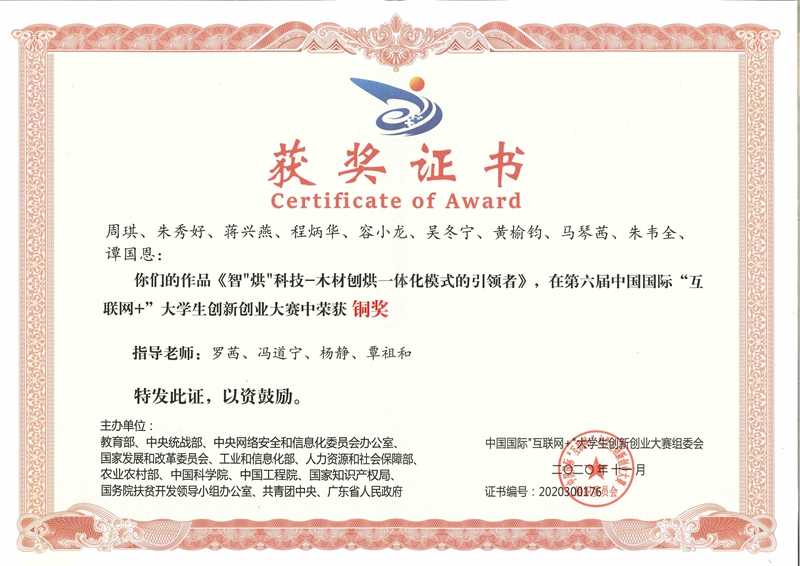 获奖证书
Certificate of Award
周琪、朱秀好、蒋兴燕、程炳华、容小龙、吴冬宁、黄榆钧、马琴茜、朱韦全、
谭国恩：
你们的作品《智"烘"科技—木材刨烘一体化模式的引领者》，在第六届中国国际“互
联网+”大学生创新创业大赛中荣获 铜奖
指导老师：罗茜、冯道宁、杨静、覃祖和
特发此证，以资鼓励。
主办单位：
教育部、中央统战部、中央网络安全和信息化委员会办公室、
国家发展和改革委员会、工业和信息化部、人力资源和社会保障部、
农业农村部、中国科学院、中国工程院、国家知识产权局、
国务院扶贫开发领导小组办公室、共青团中央、广东省人民政府
中国国际"互联网+"大学生创新创业大赛组委会
二〇二〇年十一月
证书编号：2020300176